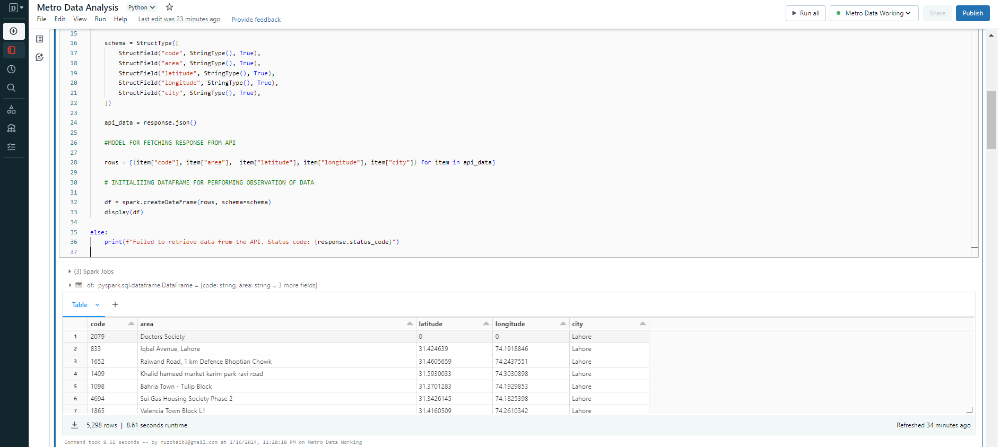 D
Metro Data Analysis Python
File Edit View Run Help Last edit was 23 minutes ago Provide feedback
Run all Metro Data Working Share Publish
15
16 schema = StructType([
17 StructField("code", StringType(), True),
18 StructField("area", StringType(), True),
19 StructField("latitude", StringType(), True),
20 StructField("longitude", StringType(), True),
21 StructField("city", StringType(), True),
22 ])
23
24 api_data = response.json()
25
26 #MODEL FOR FETCHING RESPONSE FROM API
27
28 rows = [(item["code"], item["area"],  item["latitude"], item["longitude"], item["city"]) for item in api_data]
29
30 # INITIALIZING DATAFRAME FOR PERFORMING OBSERVATION OF DATA
31
32 df = spark.createDataFrame(rows, schema=schema)
33 display(df)
34
35 else:
36 print(f"Failed to retrieve data from the API. Status code: {response.status_code}")
37
(3) Spark Jobs
df: pyspark.sql.dataframe.DataFrame = [code: string, area: string ... 3 more fields]
Table +
code area latitude longitude city
1 2079 Doctors Society 0 0 Lahore
2 833 Iqbal Avenue, Lahore 31.424639 74.1918846 Lahore
3 1652 Raiwand Road, 1 km Defence Bhoptian Chowk 31.4605659 74.2437551 Lahore
4 1409 Khalid hameed market karim park ravi road 31.5930033 74.3030898 Lahore
5 1098 Bahria Town - Tulip Block 31.3701283 74.1929853 Lahore
6 4694 Sui Gas Housing Society Phase 2 31.3426145 74.1825398 Lahore
7 1865 Valencia Town Block L1 31.4160509 74.2610342 Lahore
5,298 rows | 8.61 seconds runtime Refreshed 34 minutes ago
Command took 8.61 seconds -- by muzohaib3@gmail.com at 1/16/2024, 11:28:18 PM on Metro Data Working